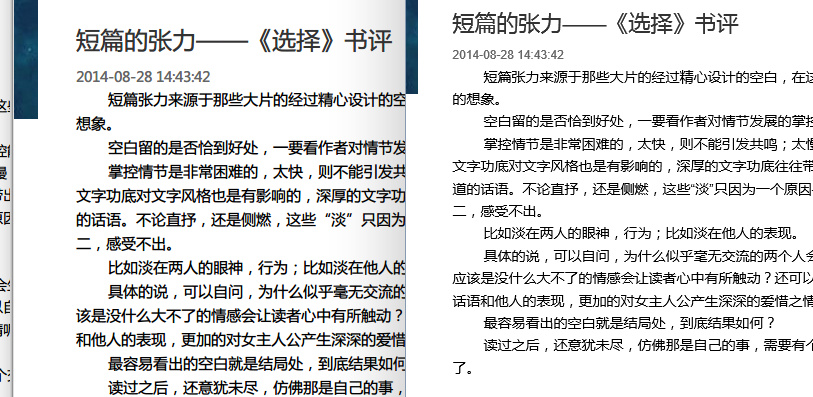 短篇的张力——《选择》书评
2014-08-28 14:43:42
短篇张力来源于那些大片的经过精心设计的空
想象。
空白留的是否恰到好处，一要看作者对情节发
掌控情节是非常困难的，太快，则不能引发共
文字功底对文字风格也是有影响的，深厚的文字功
的话语。不论直抒，还是侧燃，这些“淡”只因为
二，感受不出。
比如淡在两人的眼神，行为；比如淡在他人的
具体的说，可以自问，为什么似乎毫无交流的
该是没什么大不了的情感会让读者心中有所触动？
和他人的表现，更加的对女主人公产生深深的爱惜
最容易看出的空白就是结局处，到底结果如何
读过之后，还意犹未尽，仿佛那是自己的事，
短篇的张力——《选择》书评
2014-08-28 14:43:42
短篇张力来源于那些大片的经过精心设计的空白，在这
的想象。
空白留的是否恰到好处，一要看作者对情节发展的掌控
掌控情节是非常困难的，太快，则不能引发共鸣；太慢
文字功底对文字风格也是有影响的，深厚的文字功底往往带
道的话语。不论直抒，还是侧燃，这些“淡”只因为一个原因
二，感受不出。
比如淡在两人的眼神，行为；比如淡在他人的表现。
具体的说，可以自问，为什么似乎毫无交流的两个人会
应该是没什么大不了的情感会让读者心中有所触动？还可以
话语和他人的表现，更加的对女主人公产生深深的爱惜之情
最容易看出的空白就是结局处，到底结果如何？
读过之后，还意犹未尽，仿佛那是自己的事，需要有个
了。